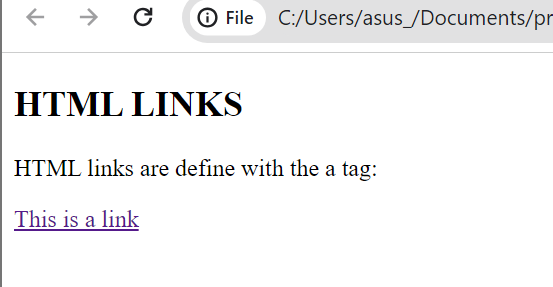 File C:/Users/asus_/Documents/pr
HTML LINKS
HTML links are define with the a tag:
This is a link